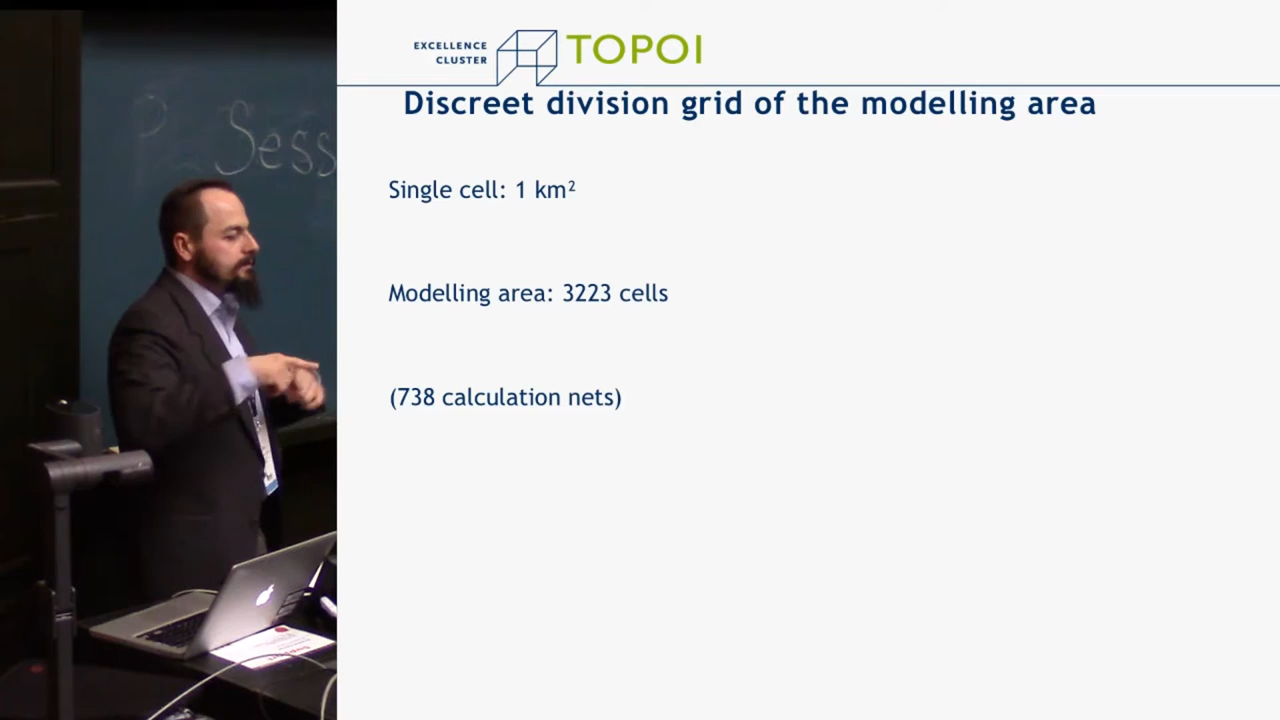 EXCELLENCE
CLUSTER
TOPOI
Discreet division grid of the modelling area
Single cell: 1 km²
Modelling area: 3223 cells
(738 calculation nets)
P
Sess